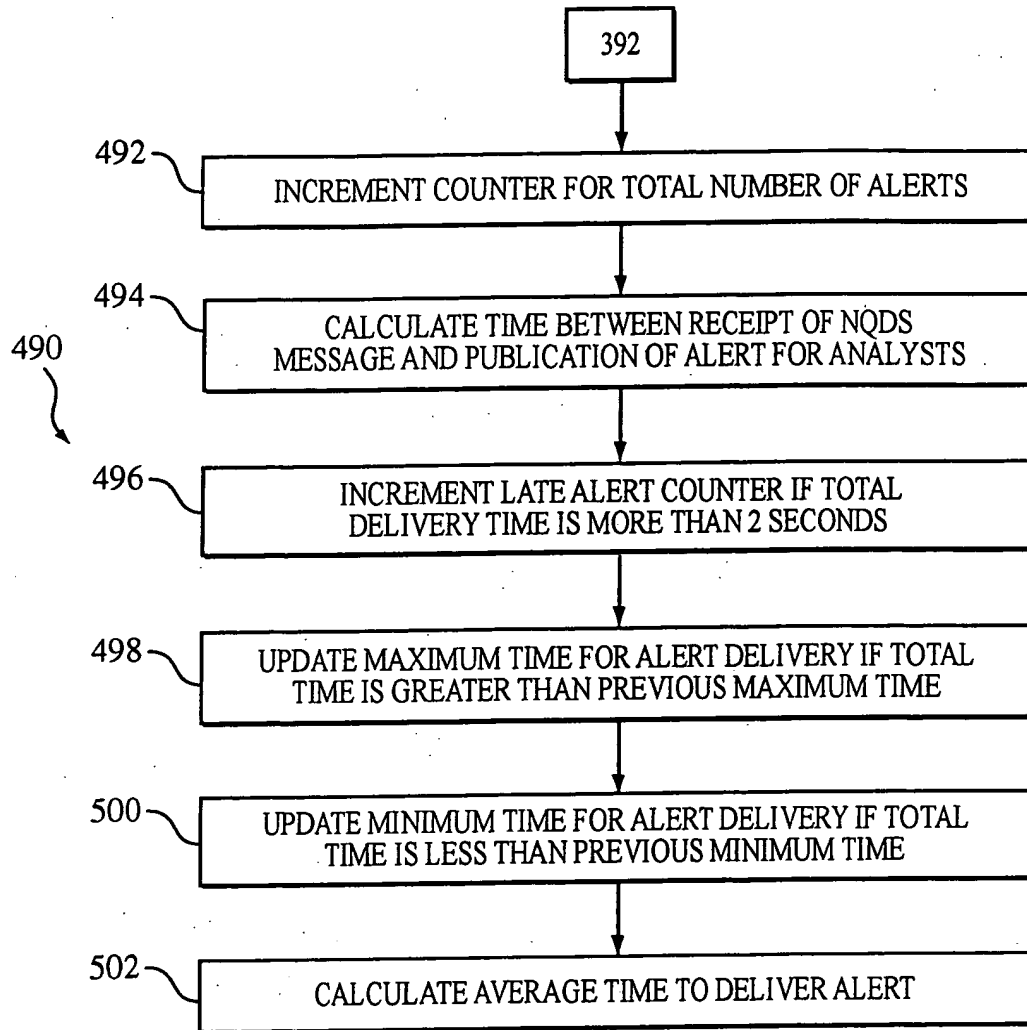 392
492
INCREMENT COUNTER FOR TOTAL NUMBER OF ALERTS
494
CALCULATE TIME BETWEEN RECEIPT OF NQDS
MESSAGE AND PUBLICATION OF ALERT FOR ANALYSTS
490
496
INCREMENT LATE ALERT COUNTER IF TOTAL
DELIVERY TIME IS MORE THAN 2 SECONDS
498
UPDATE MAXIMUM TIME FOR ALERT DELIVERY IF TOTAL
TIME IS GREATER THAN PREVIOUS MAXIMUM TIME
500
UPDATE MINIMUM TIME FOR ALERT DELIVERY IF TOTAL
TIME IS LESS THAN PREVIOUS MINIMUM TIME
502
CALCULATE AVERAGE TIME TO DELIVER ALERT